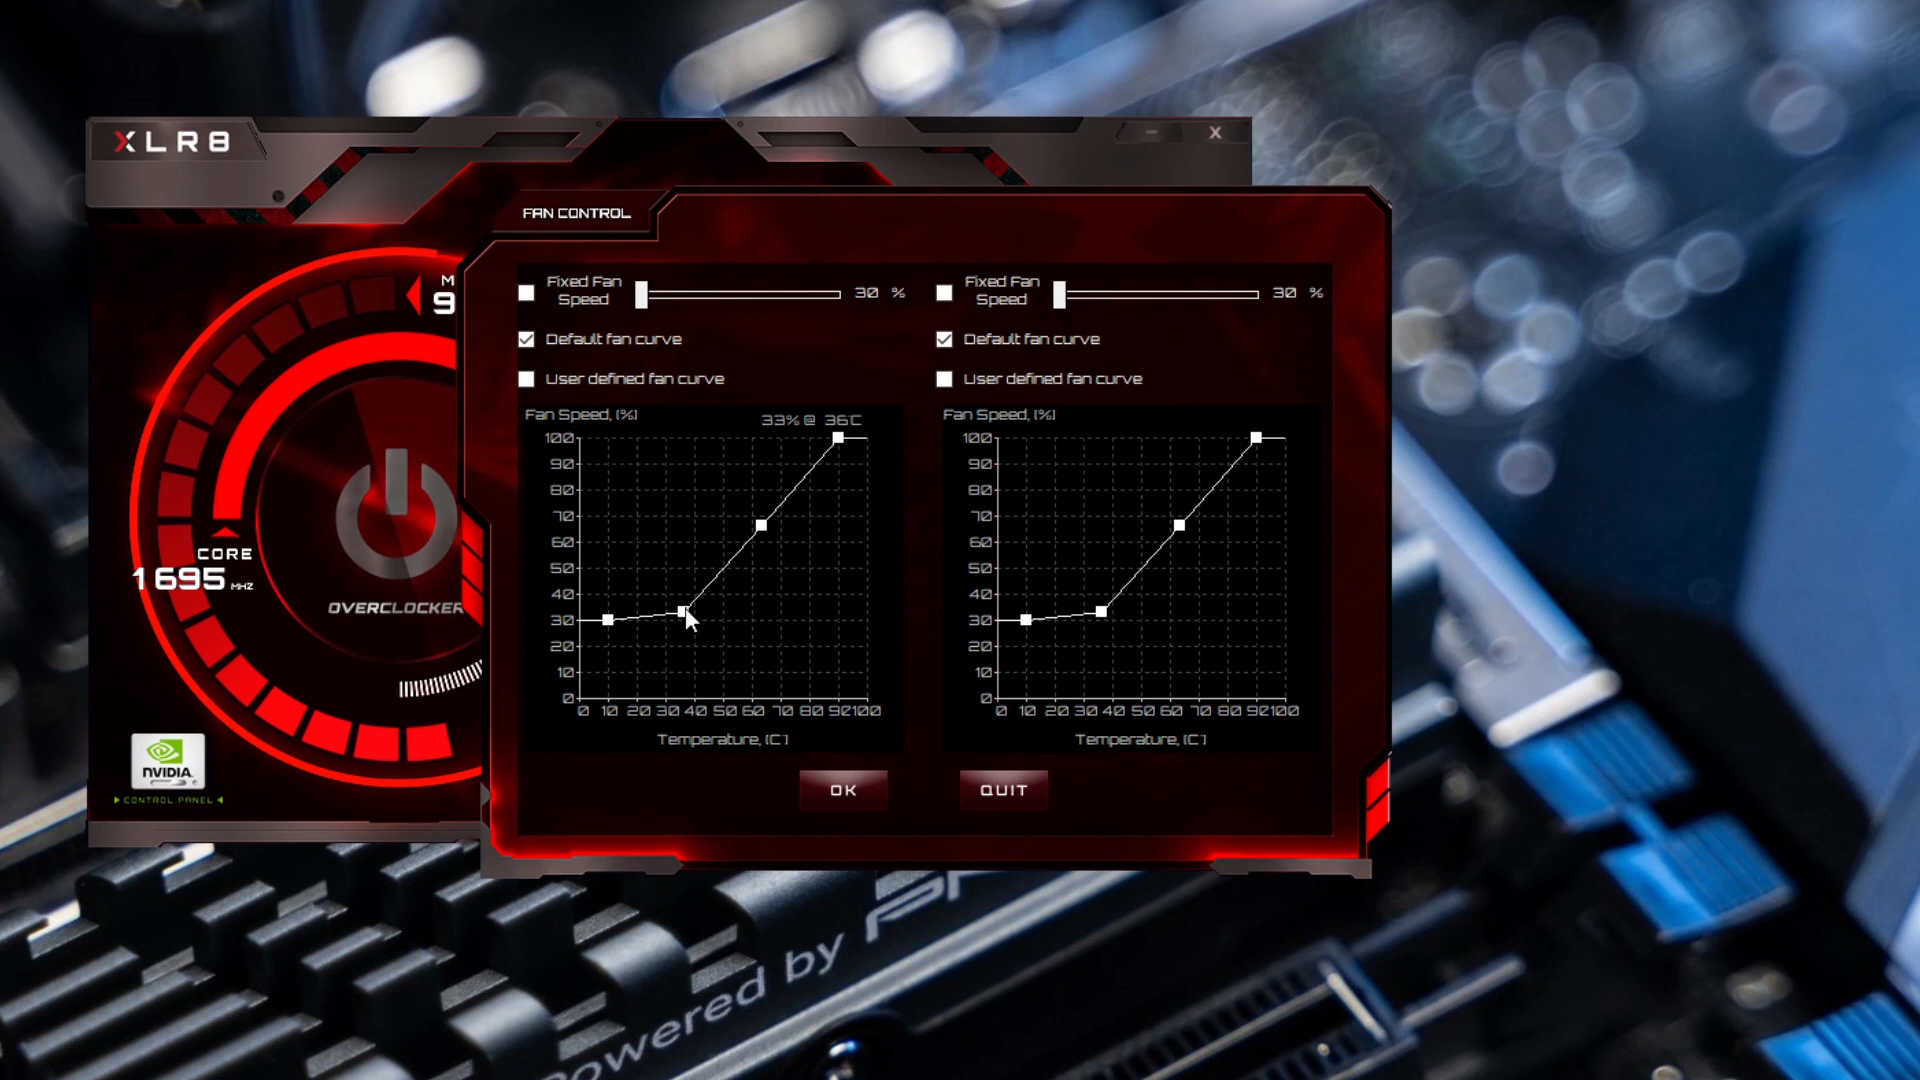 XLR8
X
FAN CONTROL
M
9
CORE
1695 MHZ
OVERCLOCKER
NVIDIA
CONTROL PANEL
Fixed Fan
Speed
30 %
Default fan curve
User defined fan curve
Fan Speed, [%]
33% @ 36C
100
90
80
70
60
50
40
30
20
10
0
0 10 20 30 40 50 60 70 80 90 100
Temperature, [C]
Fixed Fan
Speed
30 %
Default fan curve
User defined fan curve
Fan Speed, [%]
100
90
80
70
60
50
40
30
20
10
0
0 10 20 30 40 50 60 70 80 90 100
Temperature, [C]
OK
QUIT
Powered by